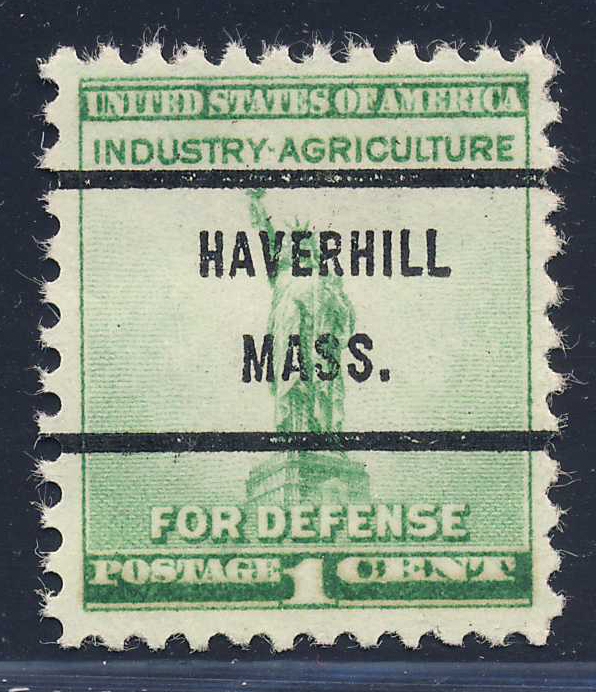 UNITED STATES OF AMERICA
INDUSTRY-AGRICULTURE
HAVERHILL
MASS.
FOR DEFENSE
POSTAGE 1 CENT